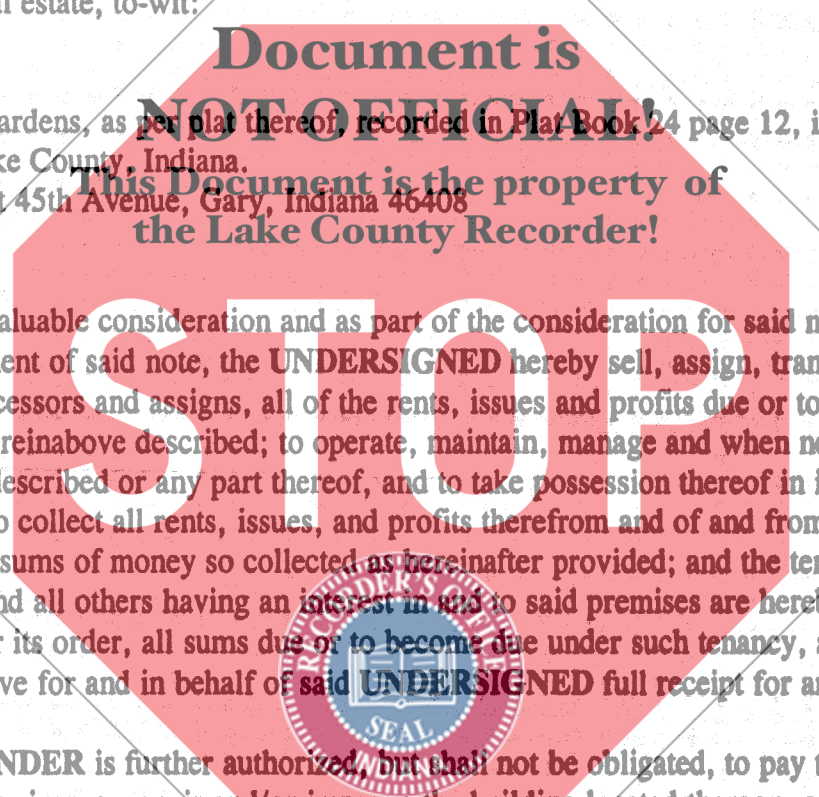 estate, to-wit:
Document is
NOT OFFICIAL!
ardens, as per plat thereof, recorded in Plat Book 24 page 12, i
ke County, Indiana.
This Document is the property of
t 45th Avenue, Gary, Indiana 46408
the Lake County Recorder!
STOP
aluable consideration and as part of the consideration for said n
ent of said note, the UNDERSIGNED hereby sell, assign, tran
cessors and assigns, all of the rents, issues and profits due or to
reinabove described; to operate, maintain, manage and when ne
escribed or any part thereof, and to take possession thereof in i
o collect all rents, issues, and profits therefrom and of and from
sums of money so collected as hereinafter provided; and the ten
nd all others having an interest in and to said premises are hereb
r its order, all sums due or to become due under such tenancy, a
ve for and in behalf of said UNDERSIGNED full receipt for an
RECORDER'S OFFICE
SEAL
INDIANA
NDER is further authorized, but shall not be obligated, to pay t